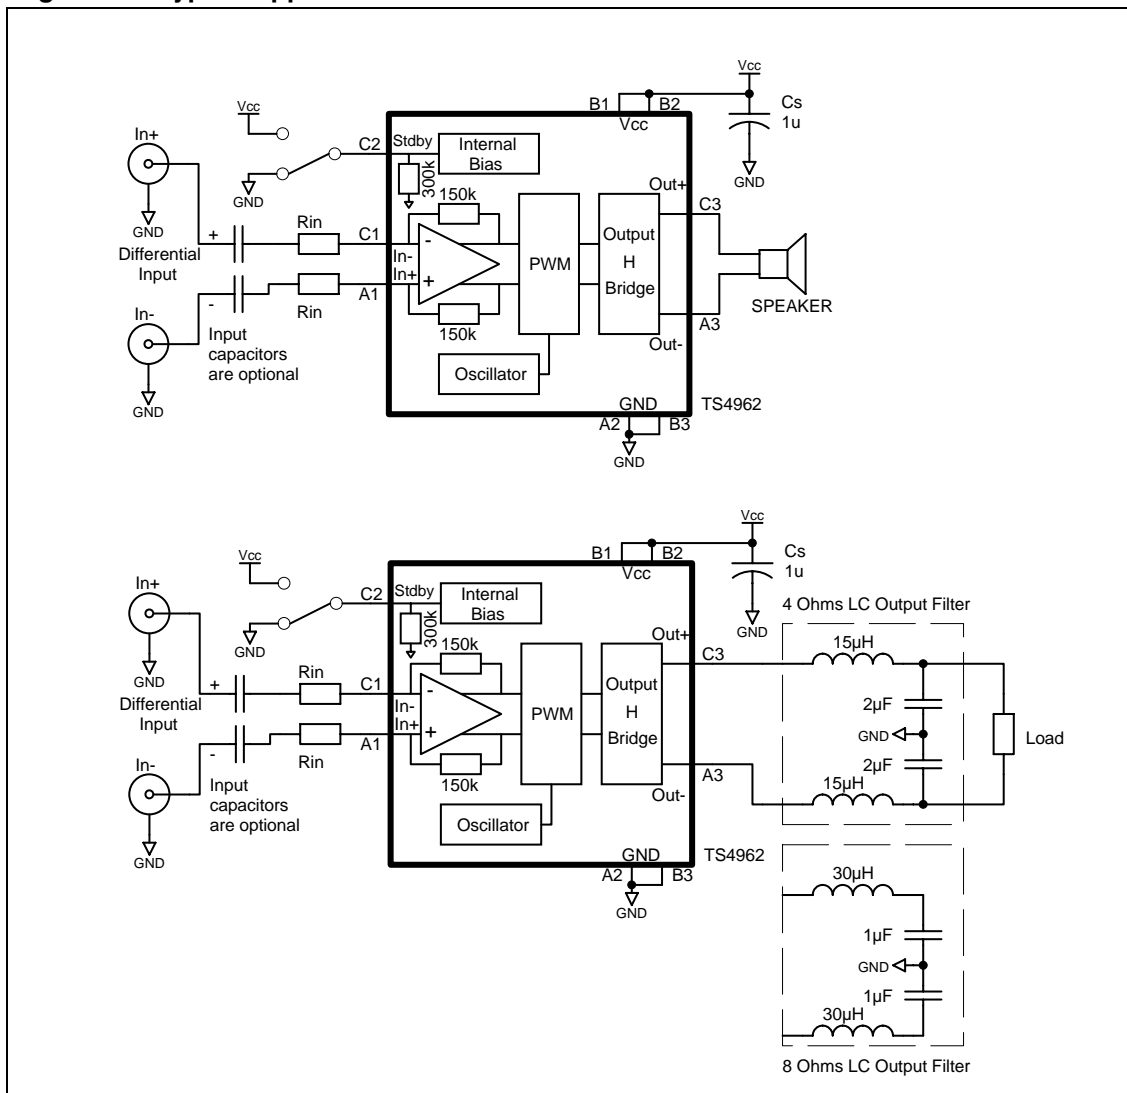 Vcc
B1
B2
Vcc
Cs
1u
GND
Vcc
In+
GND
C2
Stdby
300k
Internal
Bias
GND
Differential
Input
+
Rin
C1
In-
-
150k
PWM
Output
H
Bridge
Out+
C3
SPEAKER
In-
GND
-
Rin
A1
In+
+
150k
Input
capacitors
are optional
Oscillator
Out-
A3
TS4962
GND
A2
B3
GND
Vcc
B1
B2
Vcc
Cs
1u
GND
Vcc
In+
GND
C2
Stdby
300k
Internal
Bias
GND
Differential
Input
+
Rin
C1
In-
-
150k
PWM
Output
H
Bridge
Out+
C3
In-
GND
-
Rin
A1
In+
+
150k
Input
capacitors
are optional
Oscillator
Out-
A3
TS4962
GND
A2
B3
GND
4 Ohms LC Output Filter
15µH
2µF
GND
2µF
15µH
Load
30µH
1µF
GND
1µF
30µH
8 Ohms LC Output Filter